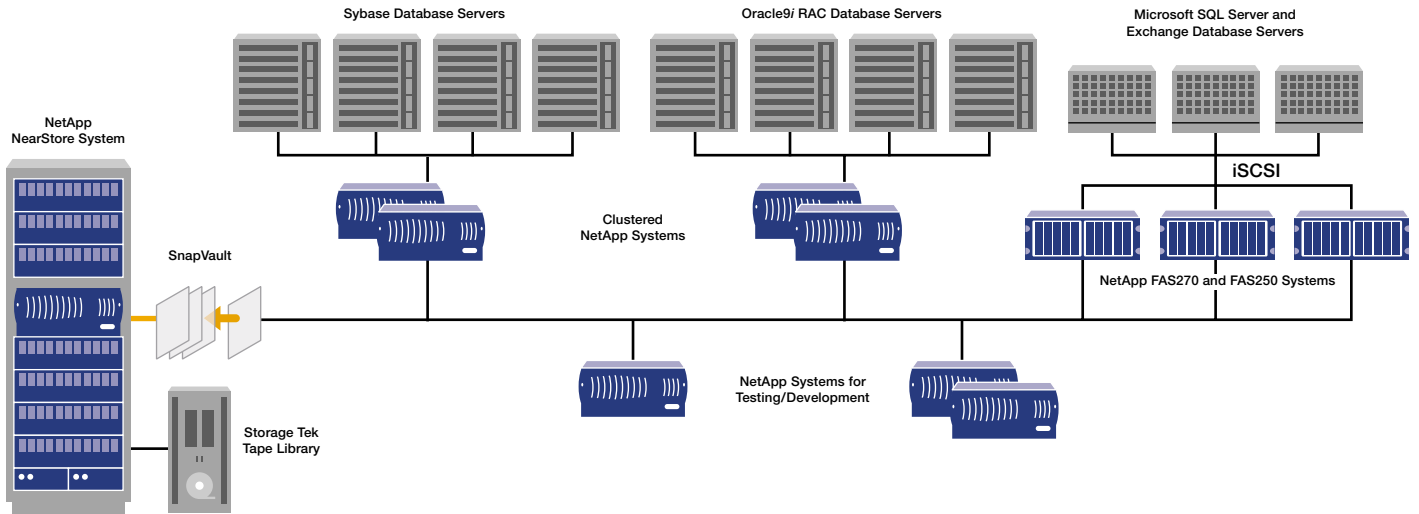 Sybase Database Servers
Oracle9i RAC Database Servers
Microsoft SQL Server and
Exchange Database Servers
NetApp
NearStore System
iSCSI
Clustered
NetApp Systems
SnapVault
NetApp FAS270 and FAS250 Systems
NetApp Systems for
Testing/Development
Storage Tek
Tape Library